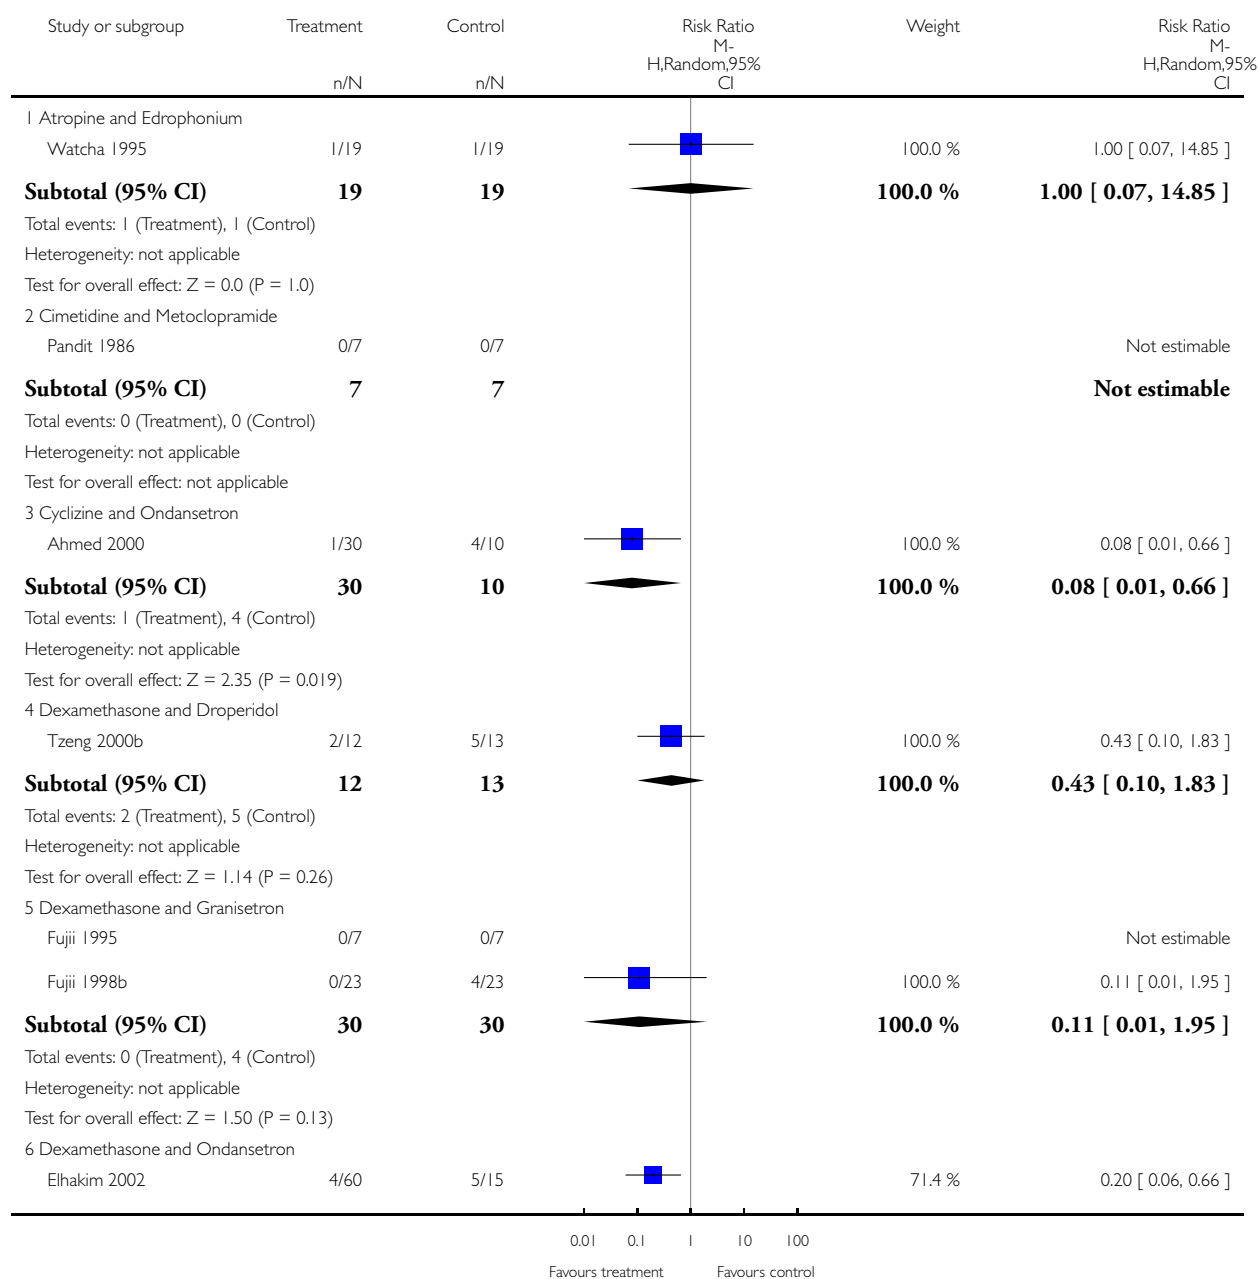 Study or subgroup Treatment Control Risk Ratio Weight Risk Ratio
M- M-
H,Random,95% H,Random,95%
n/N n/N CI CI
1 Atropine and Edrophonium
Watcha 1995 1/19 1/19 100.0 % 1.00 [ 0.07, 14.85 ]
Subtotal (95% CI) 19 19 100.0 % 1.00 [ 0.07, 14.85 ]
Total events: 1 (Treatment), 1 (Control)
Heterogeneity: not applicable
Test for overall effect: Z = 0.0 (P = 1.0)
2 Cimetidine and Metoclopramide
Pandit 1986 0/7 0/7 Not estimable
Subtotal (95% CI) 7 7 Not estimable
Total events: 0 (Treatment), 0 (Control)
Heterogeneity: not applicable
Test for overall effect: not applicable
3 Cyclizine and Ondansetron
Ahmed 2000 1/30 4/10 100.0 % 0.08 [ 0.01, 0.66 ]
Subtotal (95% CI) 30 10 100.0 % 0.08 [ 0.01, 0.66 ]
Total events: 1 (Treatment), 4 (Control)
Heterogeneity: not applicable
Test for overall effect: Z = 2.35 (P = 0.019)
4 Dexamethasone and Droperidol
Tzeng 2000b 2/12 5/13 100.0 % 0.43 [ 0.10, 1.83 ]
Subtotal (95% CI) 12 13 100.0 % 0.43 [ 0.10, 1.83 ]
Total events: 2 (Treatment), 5 (Control)
Heterogeneity: not applicable
Test for overall effect: Z = 1.14 (P = 0.26)
5 Dexamethasone and Granisetron
Fujii 1995 0/7 0/7 Not estimable
Fujii 1998b 0/23 4/23 100.0 % 0.11 [ 0.01, 1.95 ]
Subtotal (95% CI) 30 30 100.0 % 0.11 [ 0.01, 1.95 ]
Total events: 0 (Treatment), 4 (Control)
Heterogeneity: not applicable
Test for overall effect: Z = 1.50 (P = 0.13)
6 Dexamethasone and Ondansetron
Elhakim 2002 4/60 5/15 71.4 % 0.20 [ 0.06, 0.66 ]
0.01 0.1 1 10 100
Favours treatment Favours control